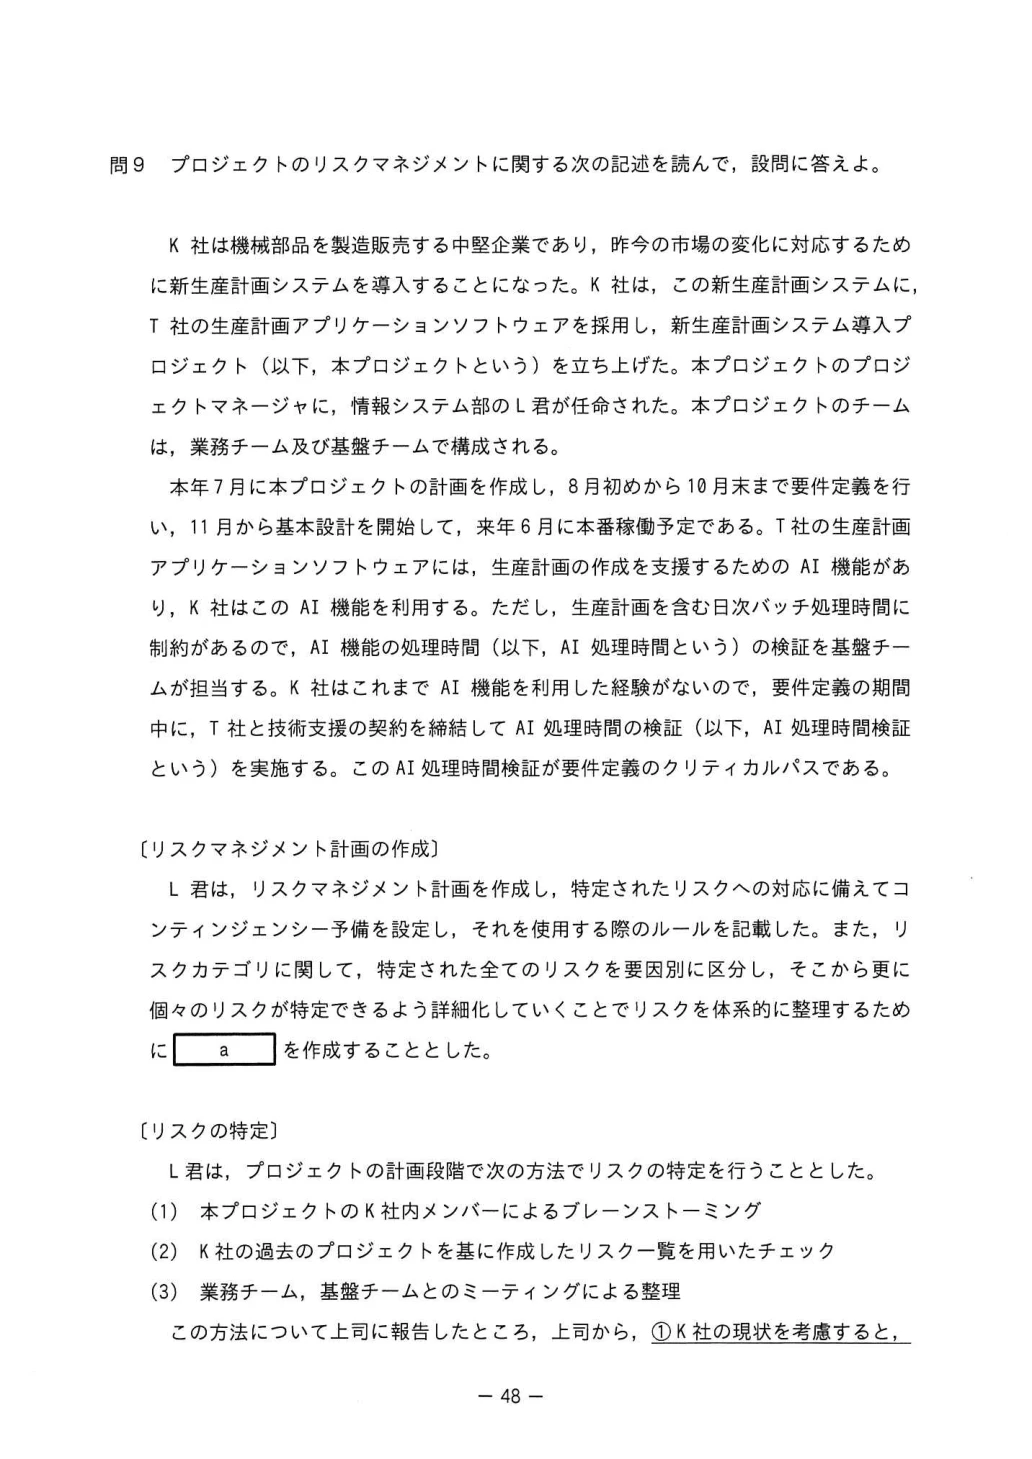 問9　プロジェクトのリスクマネジメントに関する次の記述を読んで，設問に答えよ。
K 社は機械部品を製造販売する中堅企業であり，昨今の市場の変化に対応するため
に新生産計画システムを導入することになった。K 社は，この新生産計画システムに，
T 社の生産計画アプリケーションソフトウェアを採用し，新生産計画システム導入プ
ロジェクト（以下，本プロジェクトという）を立ち上げた。本プロジェクトのプロジ
ェクトマネージャに，情報システム部のL君が任命された。本プロジェクトのチーム
は，業務チーム及び基盤チームで構成される。
本年7月に本プロジェクトの計画を作成し，8月初めから10月末まで要件定義を行
い，11月から基本設計を開始して，来年6月に本番稼働予定である。T社の生産計画
アプリケーションソフトウェアには，生産計画の作成を支援するための AI 機能があ
り，K 社はこの AI 機能を利用する。ただし，生産計画を含む日次バッチ処理時間に
制約があるので，AI 機能の処理時間（以下，AI 処理時間という）の検証を基盤チー
ムが担当する。K 社はこれまで AI 機能を利用した経験がないので，要件定義の期間
中に，T 社と技術支援の契約を締結して AI 処理時間の検証（以下，AI 処理時間検証
という）を実施する。このAI処理時間検証が要件定義のクリティカルパスである。
〔リスクマネジメント計画の作成〕
L 君は，リスクマネジメント計画を作成し，特定されたリスクへの対応に備えてコ
ンティンジェンシー予備を設定し，それを使用する際のルールを記載した。また，リ
スクカテゴリに関して，特定された全てのリスクを要因別に区分し，そこから更に
個々のリスクが特定できるよう詳細化していくことでリスクを体系的に整理するため
に　a　を作成することとした。
〔リスクの特定〕
L君は，プロジェクトの計画段階で次の方法でリスクの特定を行うこととした。
(1)　本プロジェクトのK社内メンバーによるブレーンストーミング
(2)　K社の過去のプロジェクトを基に作成したリスク一覧を用いたチェック
(3)　業務チーム，基盤チームとのミーティングによる整理
この方法について上司に報告したところ，上司から，①K社の現状を考慮すると，
－ 48 －